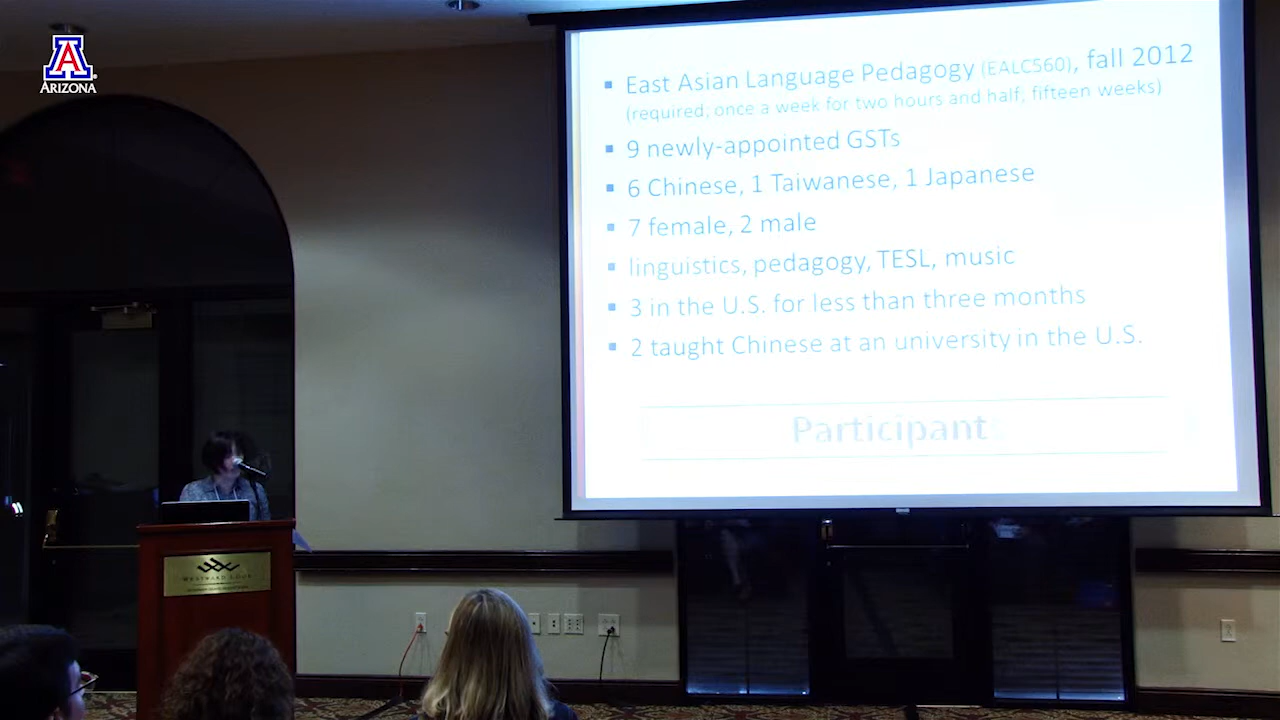 A
ARIZONA
East Asian Language Pedagogy (EALC560), fall 2012
(required; once a week for two hours and half; fifteen weeks)
9 newly-appointed GSTs
6 Chinese, 1 Taiwanese, 1 Japanese
7 female, 2 male
linguistics, pedagogy, TESL, music
3 in the U.S. for less than three months
2 taught Chinese at an university in the U.S.
Participant
WESTWARD LOOK